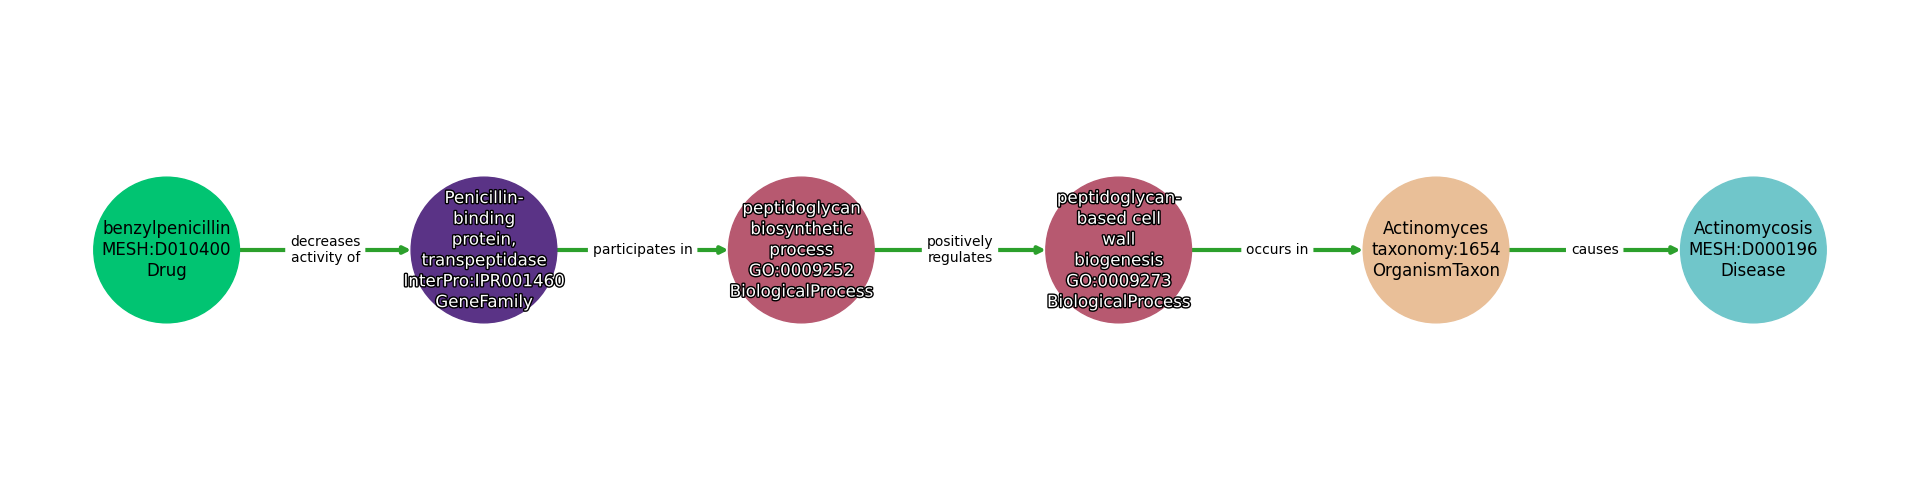 benzylpenicillin
MESH:D010400
Drug
decreases
activity of
Penicillin-
binding
protein,
transpeptidase
InterPro:IPR001460
GeneFamily
participates in
peptidoglycan
biosynthetic
process
GO:0009252
BiologicalProcess
positively
regulates
peptidoglycan-
based cell
wall
biogenesis
GO:0009273
BiologicalProcess
occurs in
Actinomyces
taxonomy:1654
OrganismTaxon
causes
Actinomycosis
MESH:D000196
Disease